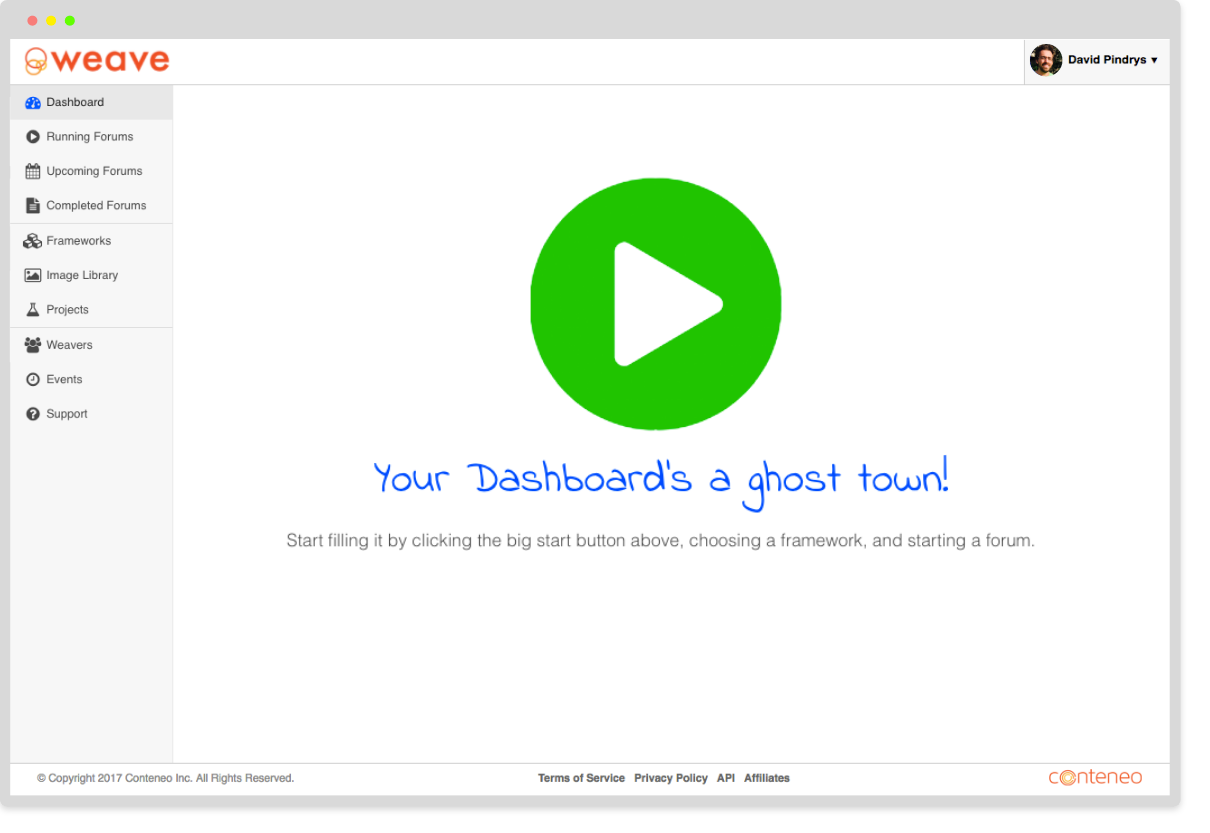 weave
David Pindrys ▼
Dashboard
Running Forums
Upcoming Forums
Completed Forums
Frameworks
Image Library
Projects
Weavers
Events
Support
Your Dashboard's a ghost town!
Start filling it by clicking the big start button above, choosing a framework, and starting a forum.
© Copyright 2017 Conteneo Inc. All Rights Reserved.
Terms of Service Privacy Policy API Affiliates
conteneo